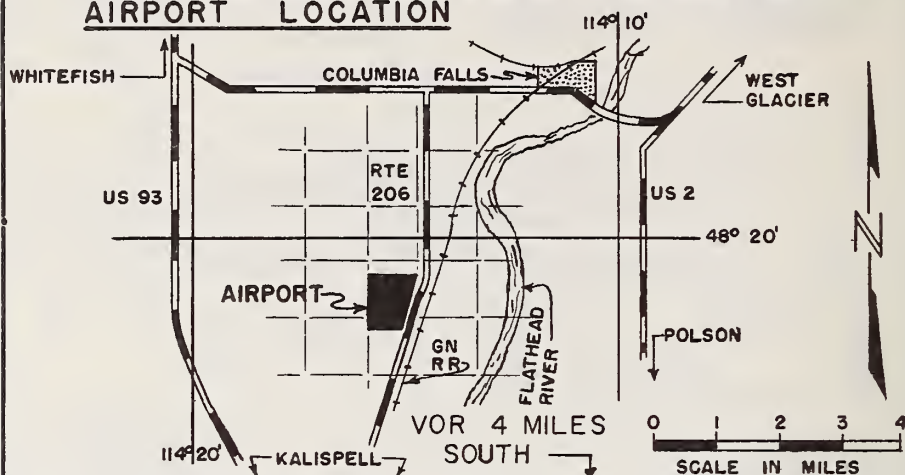 AIRPORT LOCATION
114° 10'
WHITEFISH
COLUMBIA FALLS
WEST
GLACIER
RTE
206
US 93
US 2
N
48° 20'
AIRPORT
GN
RR
FLATHEAD
RIVER
POLSON
VOR 4 MILES
SOUTH
114° 20'
KALISPELL
0 1 2 3 4
SCALE IN MILES